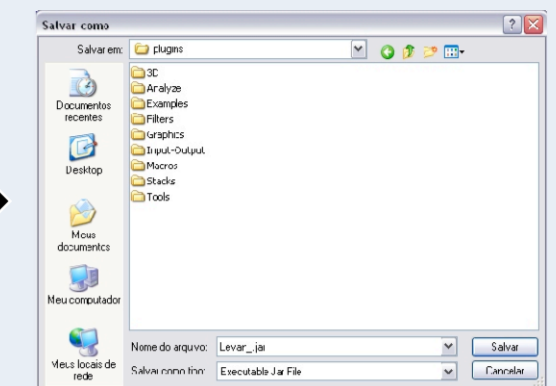 Salvar como
Salvar em: plugins
3D
Analyze
Examples
Filters
Graphics
Input-Output
Macros
Stacks
Tools
Documentos
recentes
Desktop
Meus
documentos
Meu computador
Meus locais de
rede
Nome do arquivo: Levar_.jar Salvar
Salvar como tipo: Executable Jar File Cancelar